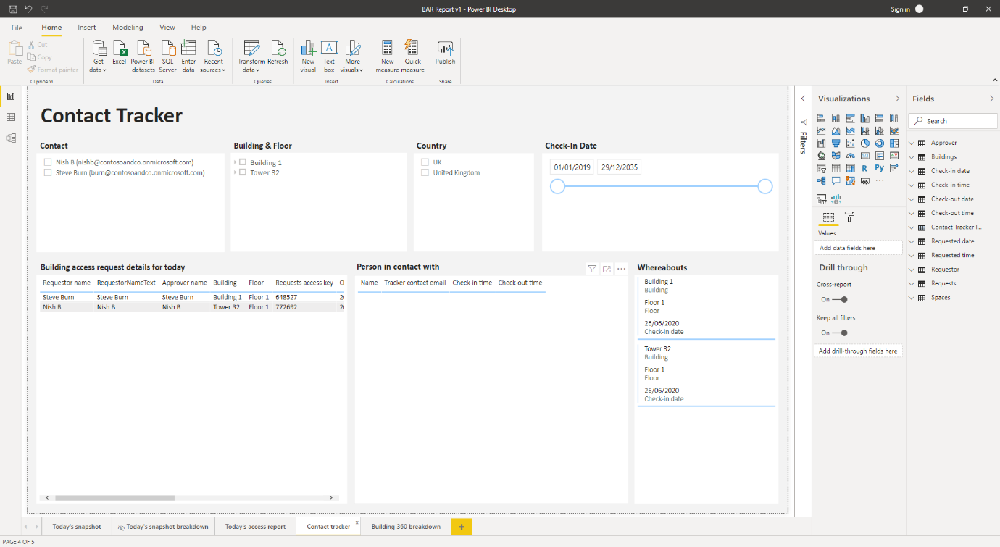 BAR Report v1 - Power BI Desktop
Sign in
File
Home
Insert
Modeling
View
Help
Paste
Cut
Copy
Format painter
Clipboard
Get data
Excel
Power BI datasets
SQL Server
Enter data
Recent sources
Data
Transform data
Refresh
Queries
New visual
Text box
More visuals
Insert
New measure
Quick measure
Calculations
Publish
Share
Contact Tracker
Contact
Nish B (nishb@contosoandco.onmicrosoft.com)
Steve Burn (burn@contosoandco.onmicrosoft.com)
Building & Floor
Building 1
Tower 32
Country
UK
United Kingdom
Check-In Date
01/01/2019
29/12/2035
Building access request details for today
Requestor name RequestorNameText Approver name Building Floor Requests access key
Steve Burn Steve Burn Steve Burn Building 1 Floor 1 648527
Nish B Nish B Nish B Tower 32 Floor 1 772692
Person in contact with
Name Tracker contact email Check-in time Check-out time
Whereabouts
Building 1
Building
Floor 1
Floor
26/06/2020
Check-in date
Tower 32
Building
Floor 1
Floor
26/06/2020
Check-in date
Filters
Visualizations
R
Py
Values
Add data fields here
Drill through
Cross-report
On
Keep all filters
On
Add drill-through fields here
Fields
Search
Approver
Buildings
Check-in date
Check-in time
Check-out date
Check-out time
Contact Tracker I...
Requested date
Requested time
Requestor
Requests
Spaces
Today's snapshot
Today's snapshot breakdown
Today's access report
Contact tracker
Building 360 breakdown
PAGE 4 OF 5